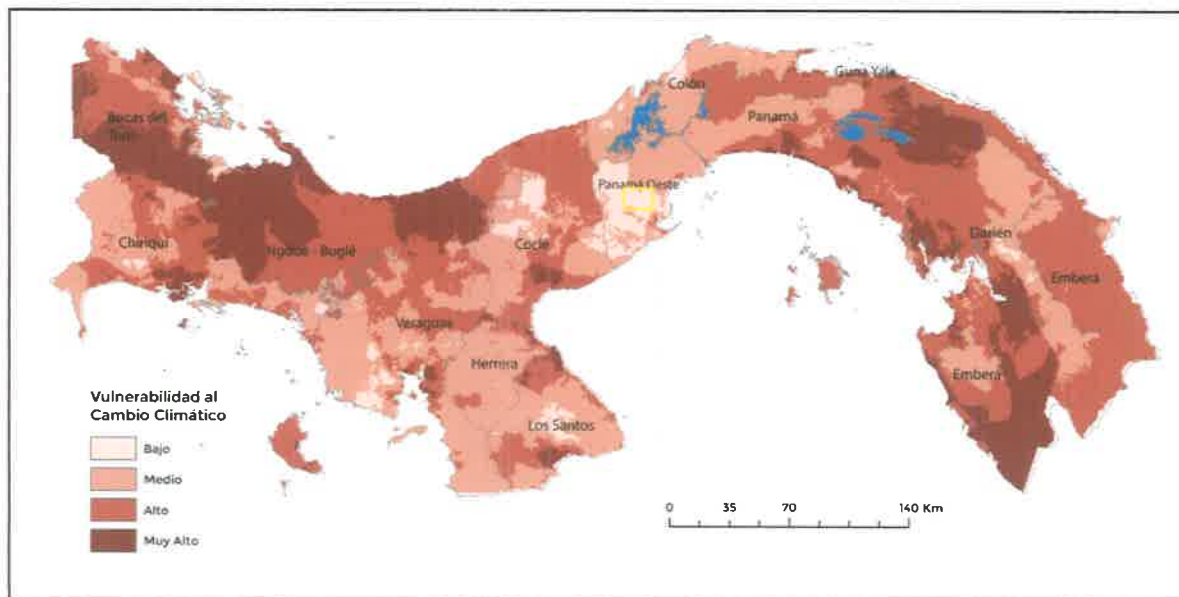 Colón
Guna Yala
Bocas del
Toro
Panamá
Panamá Oeste
Chiriquí
Ngäbe - Buglé
Coclé
Darién
Emberá
Veraguas
Herrera
Emberá
Los Santos
Vulnerabilidad al
Cambio Climático
Bajo
Medio
Alto
Muy Alto
0 35 70 140 Km